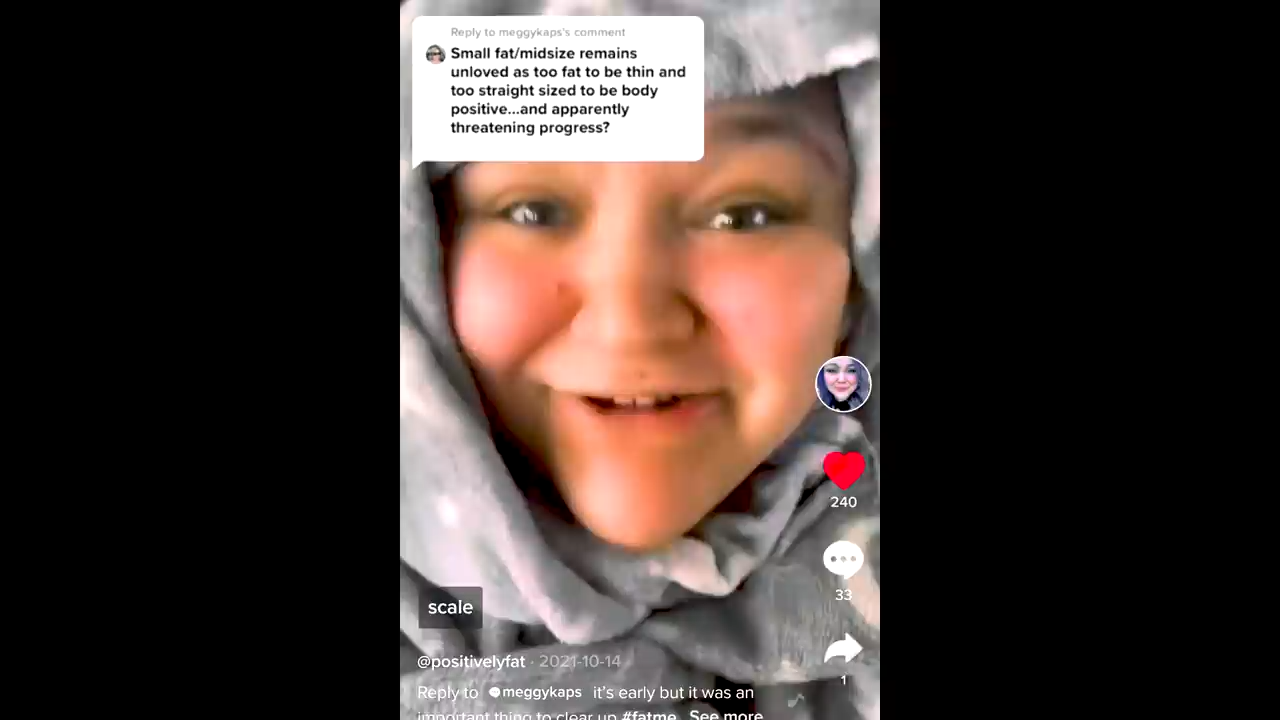 Reply to meggykaps's comment
Small fat/midsize remains
unloved as too fat to be thin and
too straight sized to be body
positive...and apparently
threatening progress?
240
33
scale
@positivelyfat · 2021-10-14
1
Reply to meggykaps it's early but it was an
important thing to clear up #fatme See more